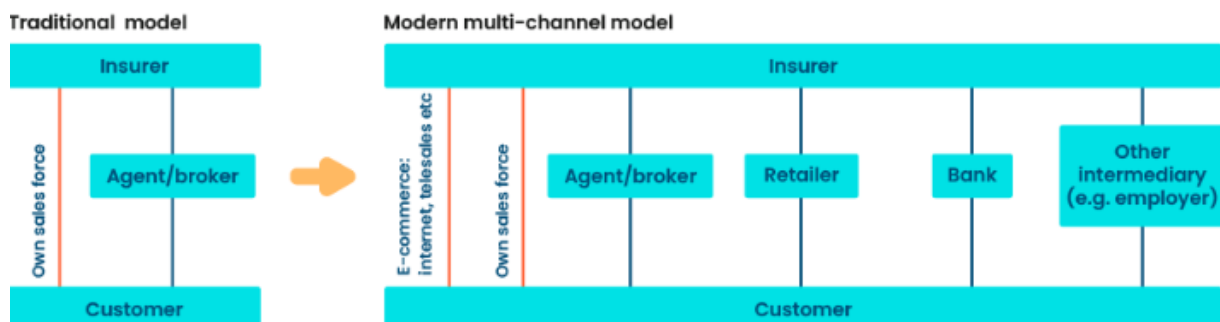 Traditional model
Insurer
Own sales force
Agent/broker
Customer
Modern multi-channel model
Insurer
E-commerce:
internet, telesales etc
Own sales force
Agent/broker
Retailer
Bank
Other
intermediary
(e.g. employer)
Customer